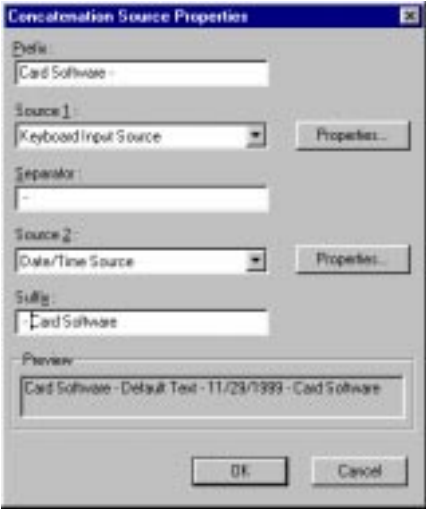 Concatenation Source Properties
Prefix:
Card Software -
Source 1:
Keyboard Input Source
Properties...
Separator:
-
Source 2:
Date/Time Source
Properties...
Suffix:
- Card Software
Preview
Card Software - Default Text - 11/29/1999 - Card Software
OK
Cancel